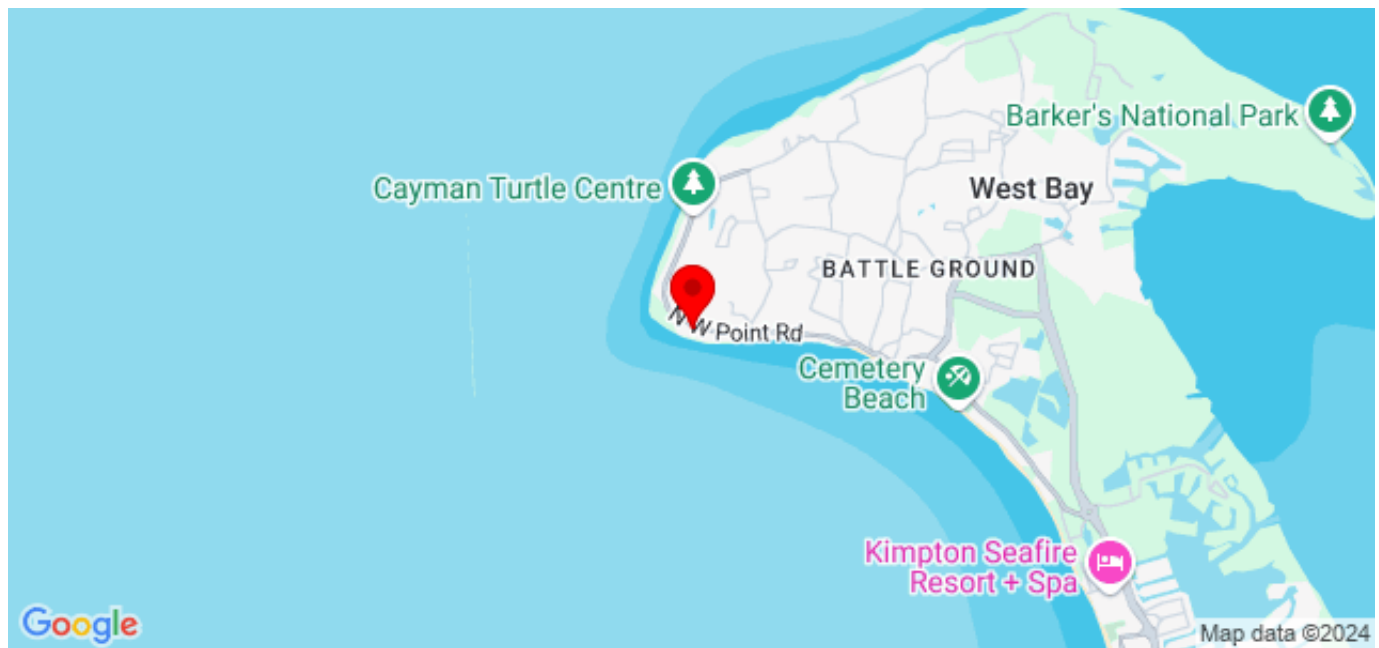 Barker's National Park
Cayman Turtle Centre
West Bay
BATTLE GROUND
N W Point Rd
Cemetery
Beach
Kimpton Seafire
Resort + Spa
Google
Map data ©2024